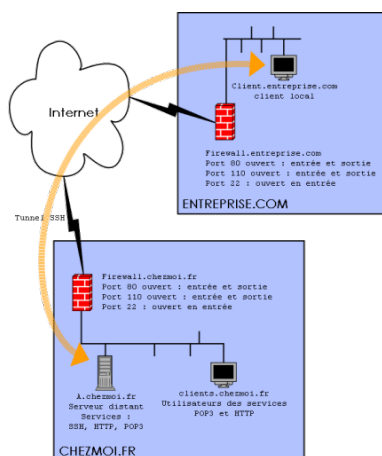 Client.entreprise.com
client local
Internet
Firewall.entreprise.com
Port 80 ouvert : entrée et sortie
Port 110 ouvert : entrée et sortie
Port 22 : ouvert en entrée
ENTREPRISE.COM
Tunnel SSH
Firewall.chezmoi.fr
Port 80 ouvert : entrée et sortie
Port 110 ouvert : entrée et sortie
Port 22 : ouvert en entrée
A.chezmoi.fr
Serveur distant
Services :
SSH, HTTP, POP3
clients.chezmoi.fr
Utilisateurs des services
POP3 et HTTP
CHEZMOI.FR